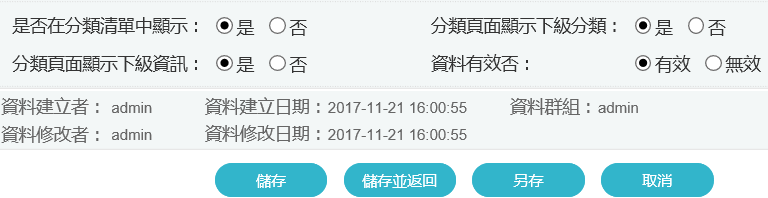 是否在分類清單中顯示： 是 否 分類頁面顯示下級分類： 是 否
分類頁面顯示下級資訊： 是 否 資料有效否： 有效 無效
資料建立者： admin 資料建立日期：2017-11-21 16:00:55 資料群組：admin
資料修改者： admin 資料修改日期：2017-11-21 16:00:55
儲存 儲存並返回 另存 取消